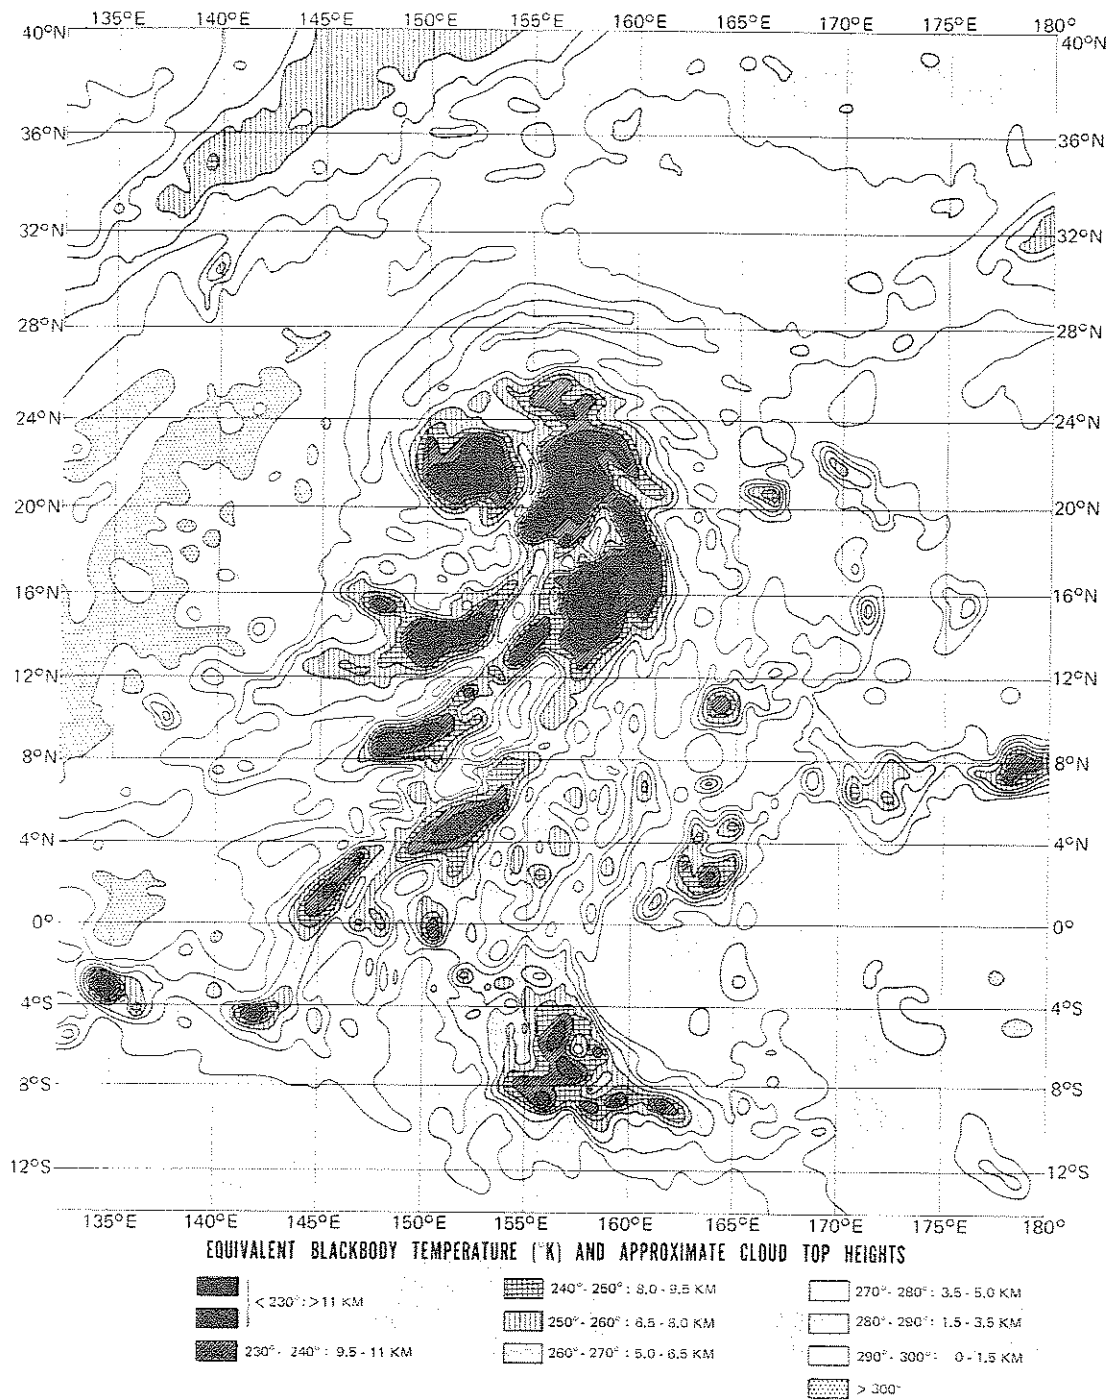 135°E 140°E 145°E 150°E 155°E 160°E 165°E 170°E 175°E 180°
40°N 40°N
36°N 36°N
32°N 32°N
28°N 28°N
24°N 24°N
20°N 20°N
16°N 16°N
12°N 12°N
8°N 8°N
4°N 4°N
0° 0°
4°S 4°S
8°S 8°S
12°S 12°S
135°E 140°E 145°E 150°E 155°E 160°E 165°E 170°E 175°E 180°
EQUIVALENT BLACKBODY TEMPERATURE (°K) AND APPROXIMATE CLOUD TOP HEIGHTS
< 230° : > 11 KM
230° - 240° : 9.5 - 11 KM
240° - 250° : 8.0 - 9.5 KM
250° - 260° : 6.5 - 8.0 KM
260° - 270° : 5.0 - 6.5 KM
270° - 280° : 3.5 - 5.0 KM
280° - 290° : 1.5 - 3.5 KM
290° - 300° : 0 - 1.5 KM
> 300°